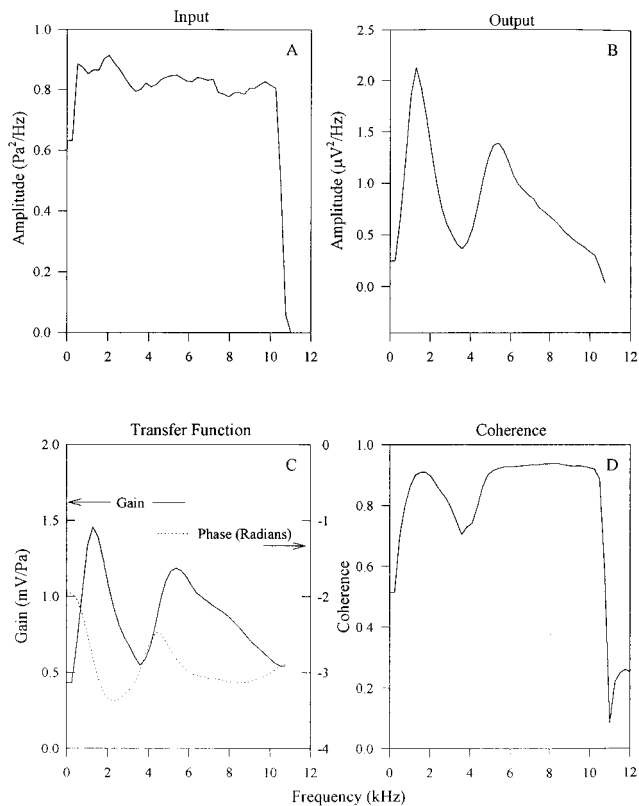 Input
A
Amplitude (Pa²/Hz)
1.0
0.8
0.6
0.4
0.2
0.0
0 2 4 6 8 10 12
Output
B
Amplitude (μV²/Hz)
2.5
2.0
1.5
1.0
0.5
0.0
0 2 4 6 8 10 12
Transfer Function
C
Gain (mV/Pa)
2.0
1.5
1.0
0.5
0.0
Gain
Phase (Radians)
-0
-1
-2
-3
-4
0 2 4 6 8 10 12
Coherence
D
Coherence
1.0
0.8
0.6
0.4
0.2
0.0
0 2 4 6 8 10 12
Frequency (kHz)